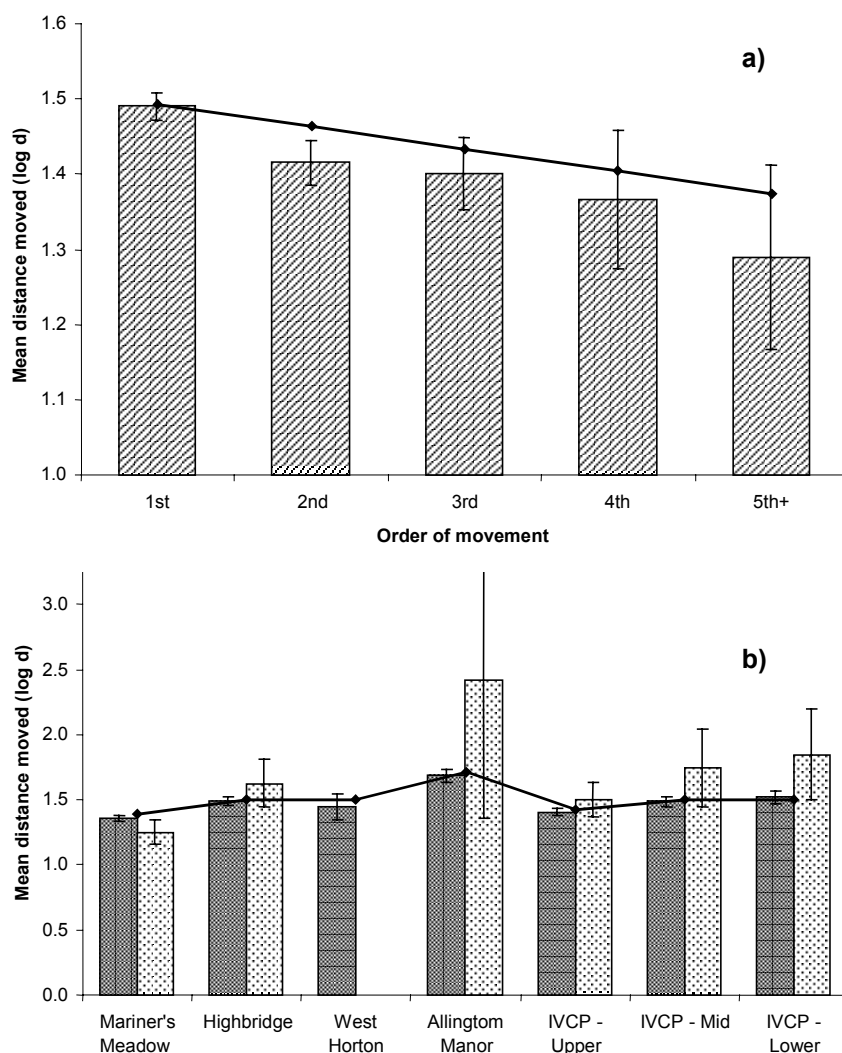 a)
Mean distance moved (log d)
1.6
1.5
1.4
1.3
1.2
1.1
1.0
1st 2nd 3rd 4th 5th+
Order of movement
b)
Mean distance moved (log d)
3.0
2.5
2.0
1.5
1.0
0.5
0.0
Mariner's Highbridge West Allingtom IVCP - IVCP - Mid IVCP -
Meadow Horton Manor Upper Lower